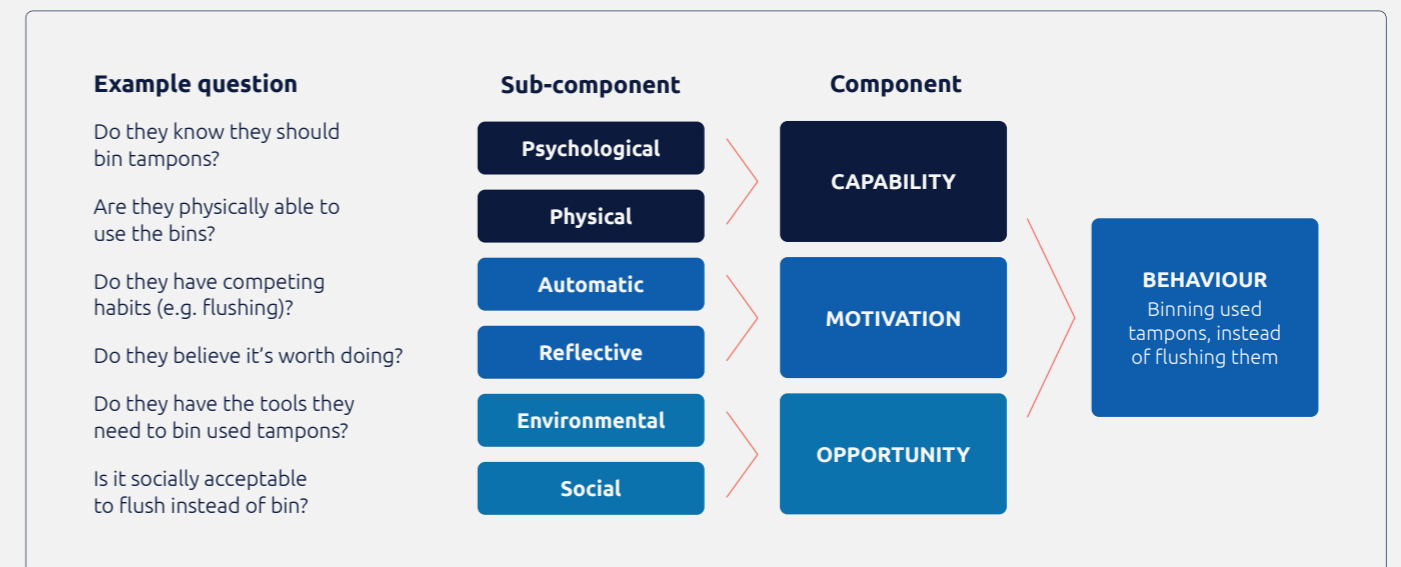 Example question
Sub-component
Component
Do they know they should
bin tampons?
Psychological
CAPABILITY
Are they physically able to
use the bins?
Physical
Do they have competing
habits (e.g. flushing)?
Automatic
MOTIVATION
Do they believe it’s worth doing?
Reflective
Do they have the tools they
need to bin used tampons?
Environmental
OPPORTUNITY
Is it socially acceptable
to flush instead of bin?
Social
BEHAVIOUR
Binning used
tampons, instead
of flushing them